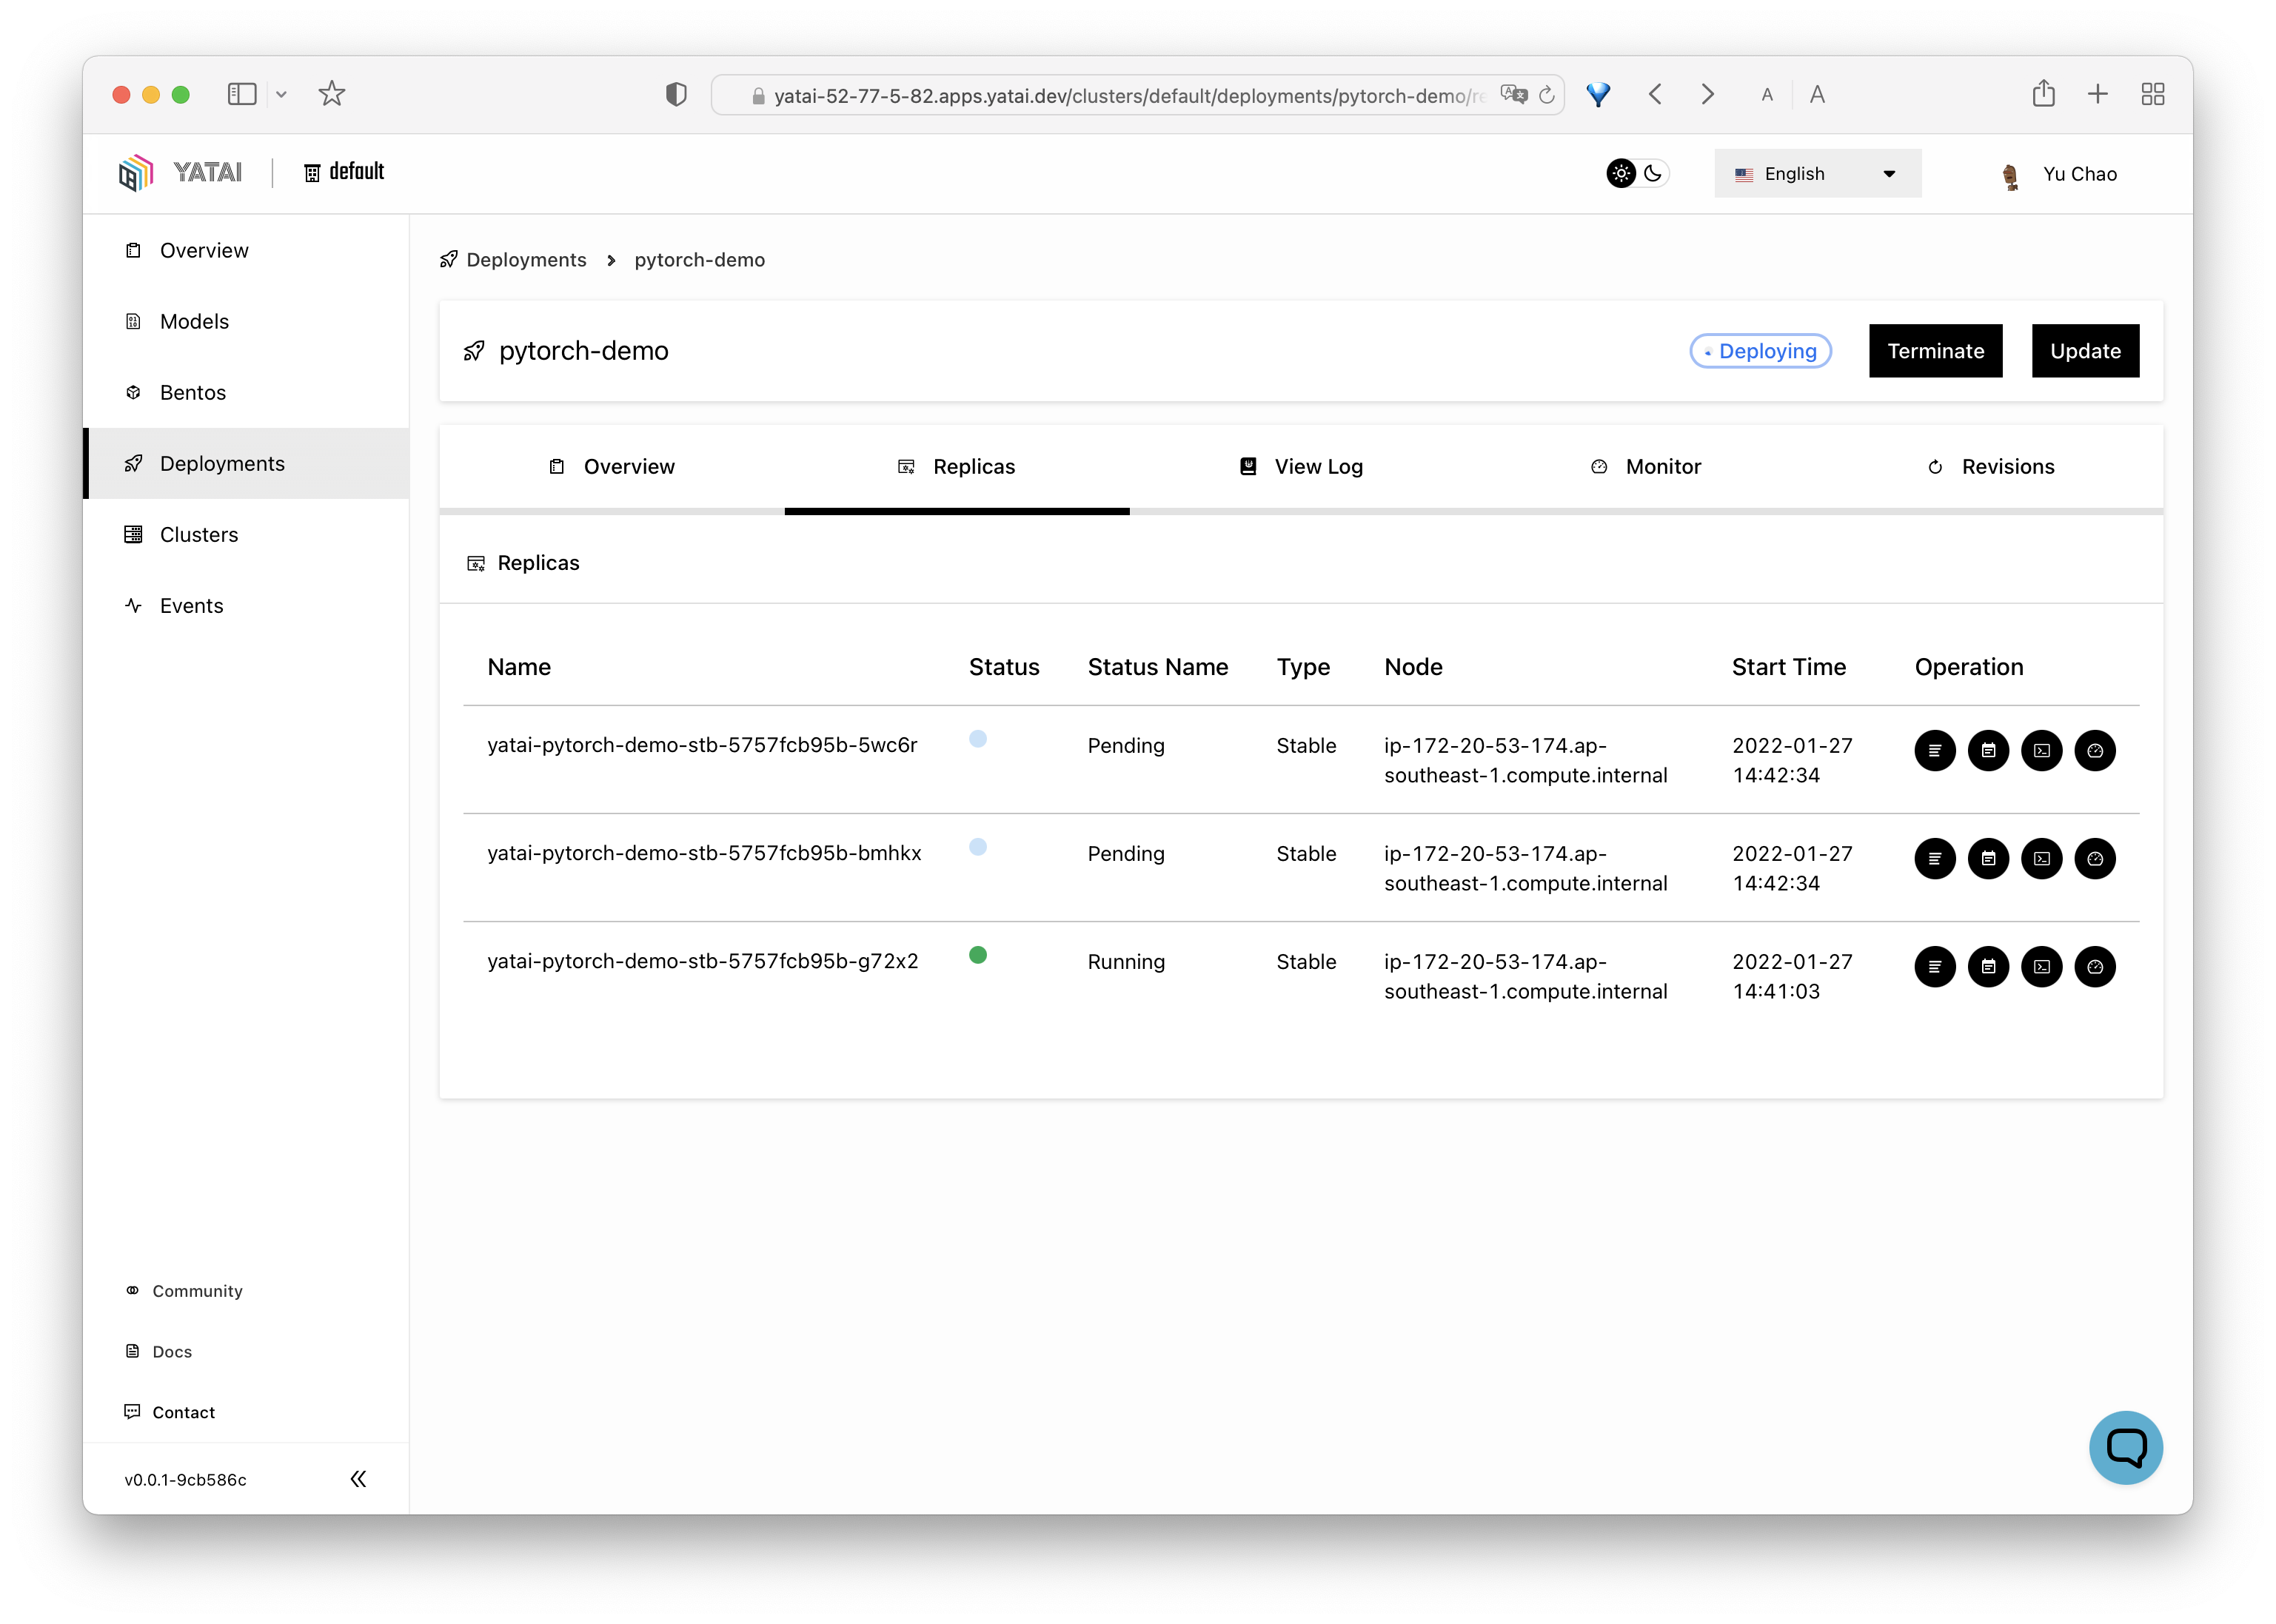 yatai-52-77-5-82.apps.yatai.dev/clusters/default/deployments/pytorch-demo/re
A A
YATAI default
English
Yu Chao
Overview
Models
Bentos
Deployments
Clusters
Events
Community
Docs
Contact
v0.0.1-9cb586c
Deployments > pytorch-demo
pytorch-demo
Deploying
Terminate
Update
Overview
Replicas
View Log
Monitor
Revisions
Replicas
Name Status Status Name Type Node Start Time Operation
yatai-pytorch-demo-stb-5757fcb95b-5wc6r Pending Stable ip-172-20-53-174.ap- 2022-01-27
southeast-1.compute.internal 14:42:34
yatai-pytorch-demo-stb-5757fcb95b-bmhkx Pending Stable ip-172-20-53-174.ap- 2022-01-27
southeast-1.compute.internal 14:42:34
yatai-pytorch-demo-stb-5757fcb95b-g72x2 Running Stable ip-172-20-53-174.ap- 2022-01-27
southeast-1.compute.internal 14:41:03